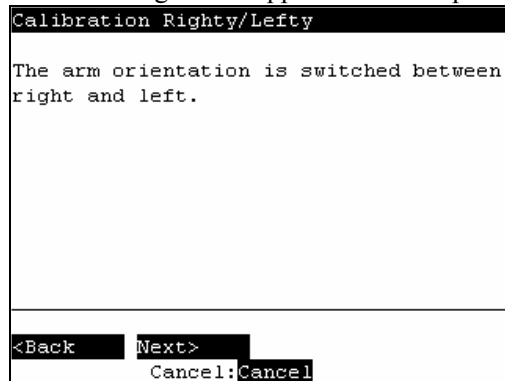 Calibration Righty/Lefty
The arm orientation is switched between
right and left.
<Back Next>
Cancel:Cancel